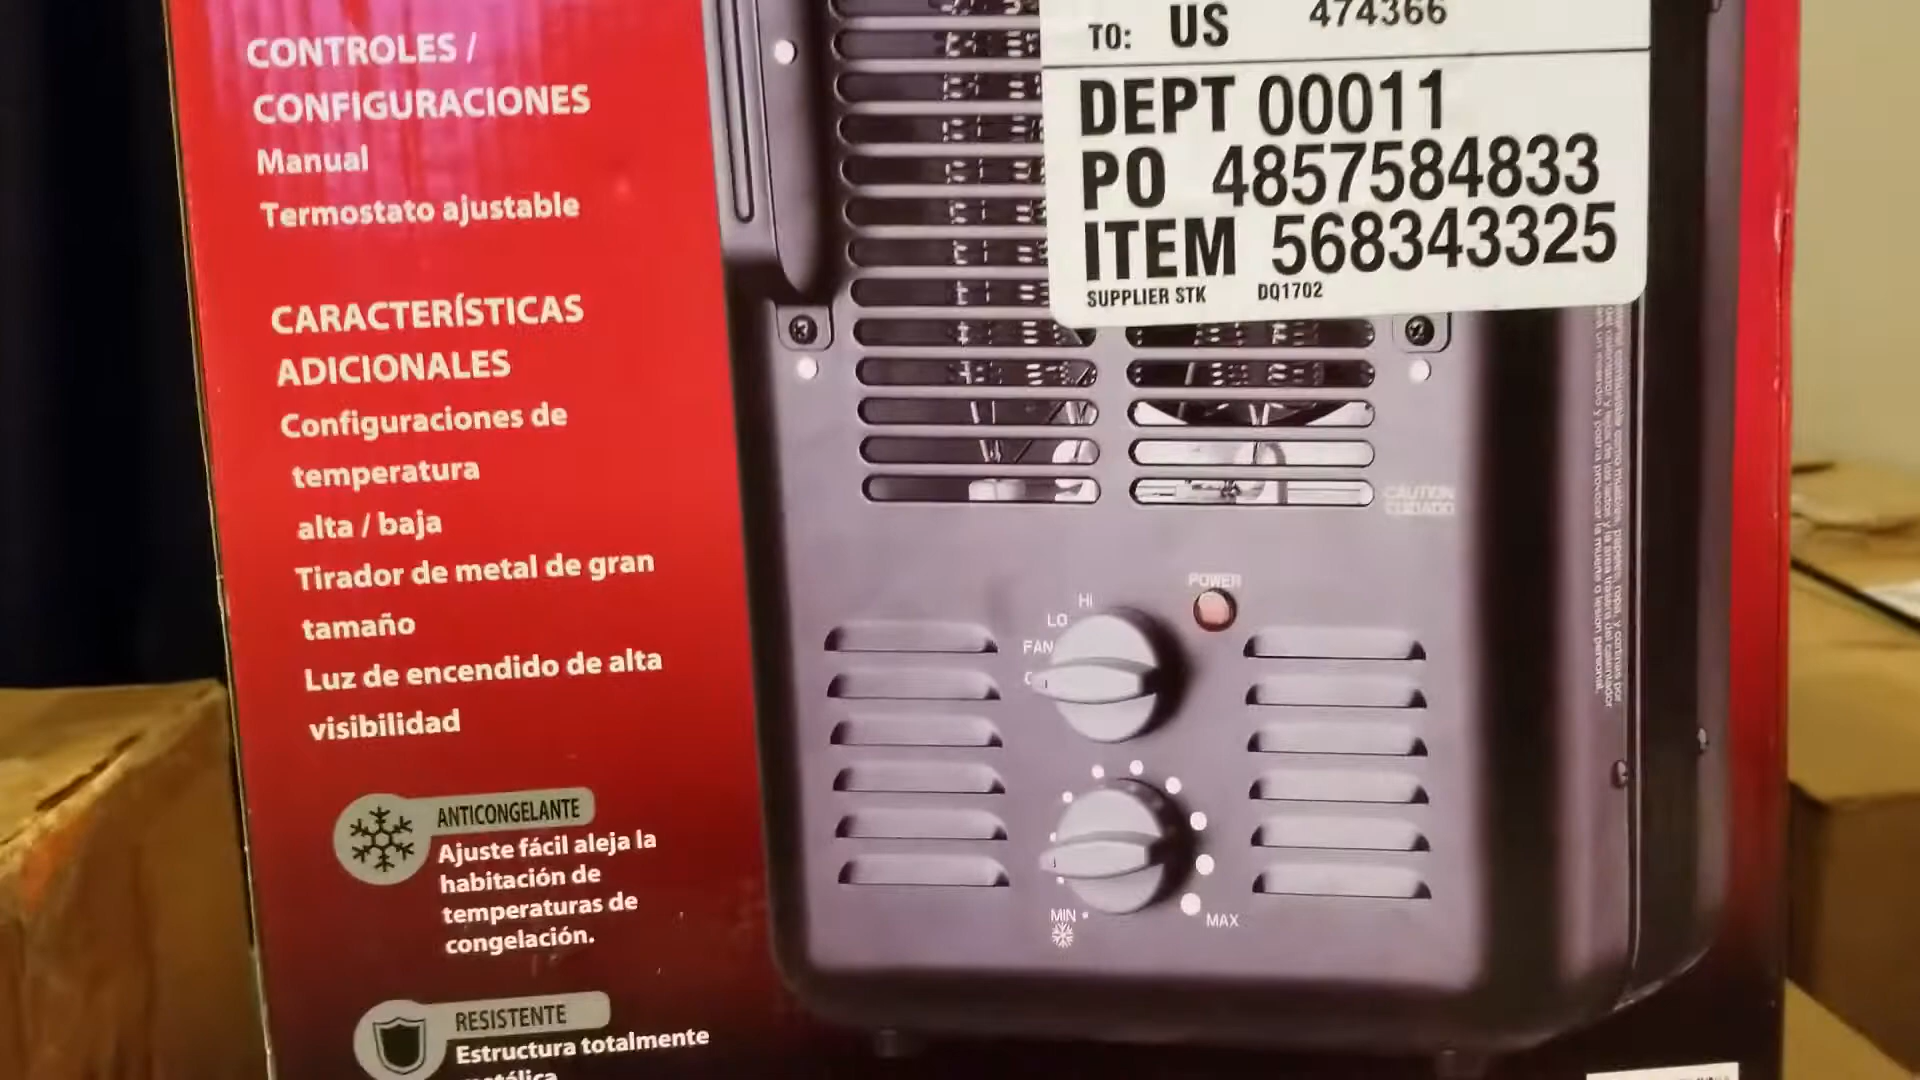 CONTROLES /
CONFIGURACIONES
Manual
Termostato ajustable
CARACTERÍSTICAS
ADICIONALES
Configuraciones de
temperatura
alta / baja
Tirador de metal de gran
tamaño
Luz de encendido de alta
visibilidad
ANTICONGELANTE
Ajuste fácil aleja la
habitación de
temperaturas de
congelación.
RESISTENTE
Estructura totalmente
TO: US 474366
DEPT 00011
PO 4857584833
ITEM 568343325
SUPPLIER STK DQ1702
CAUTION
CUIDADO
POWER
HI
LO
FAN
MIN
MAX